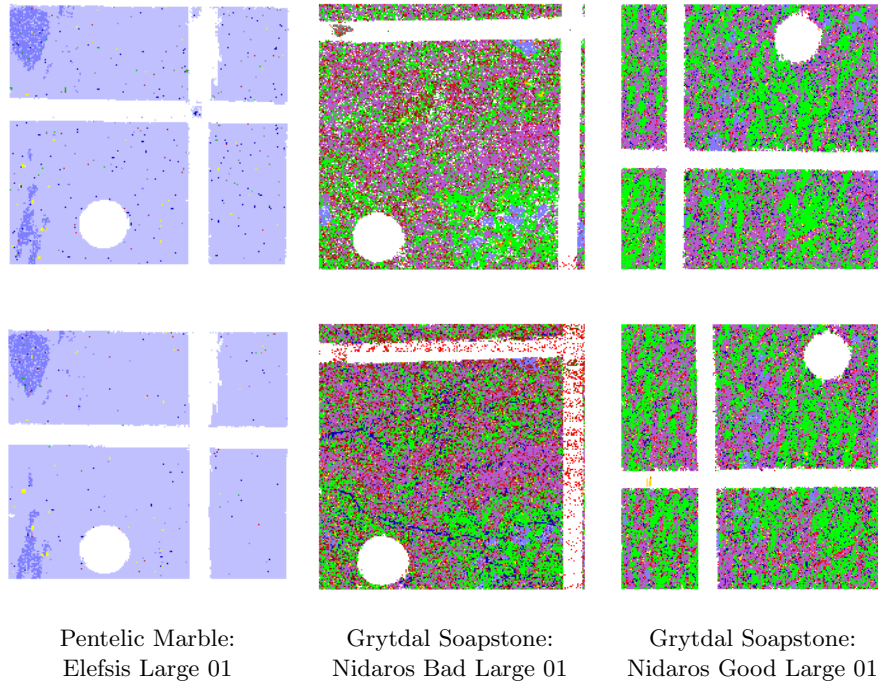 Pentelic Marble:
Elefsis Large 01
Grytdal Soapstone:
Nidaros Bad Large 01
Grytdal Soapstone:
Nidaros Good Large 01